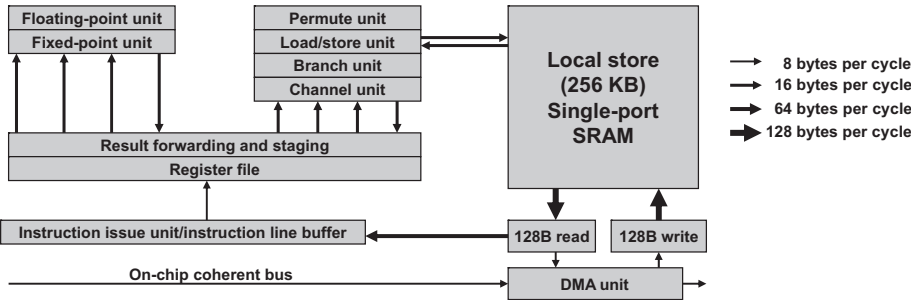 Floating-point unit
Fixed-point unit
Permute unit
Load/store unit
Branch unit
Channel unit
Local store
(256 KB)
Single-port
SRAM
8 bytes per cycle
16 bytes per cycle
64 bytes per cycle
128 bytes per cycle
Result forwarding and staging
Register file
Instruction issue unit/instruction line buffer
128B read
128B write
On-chip coherent bus
DMA unit